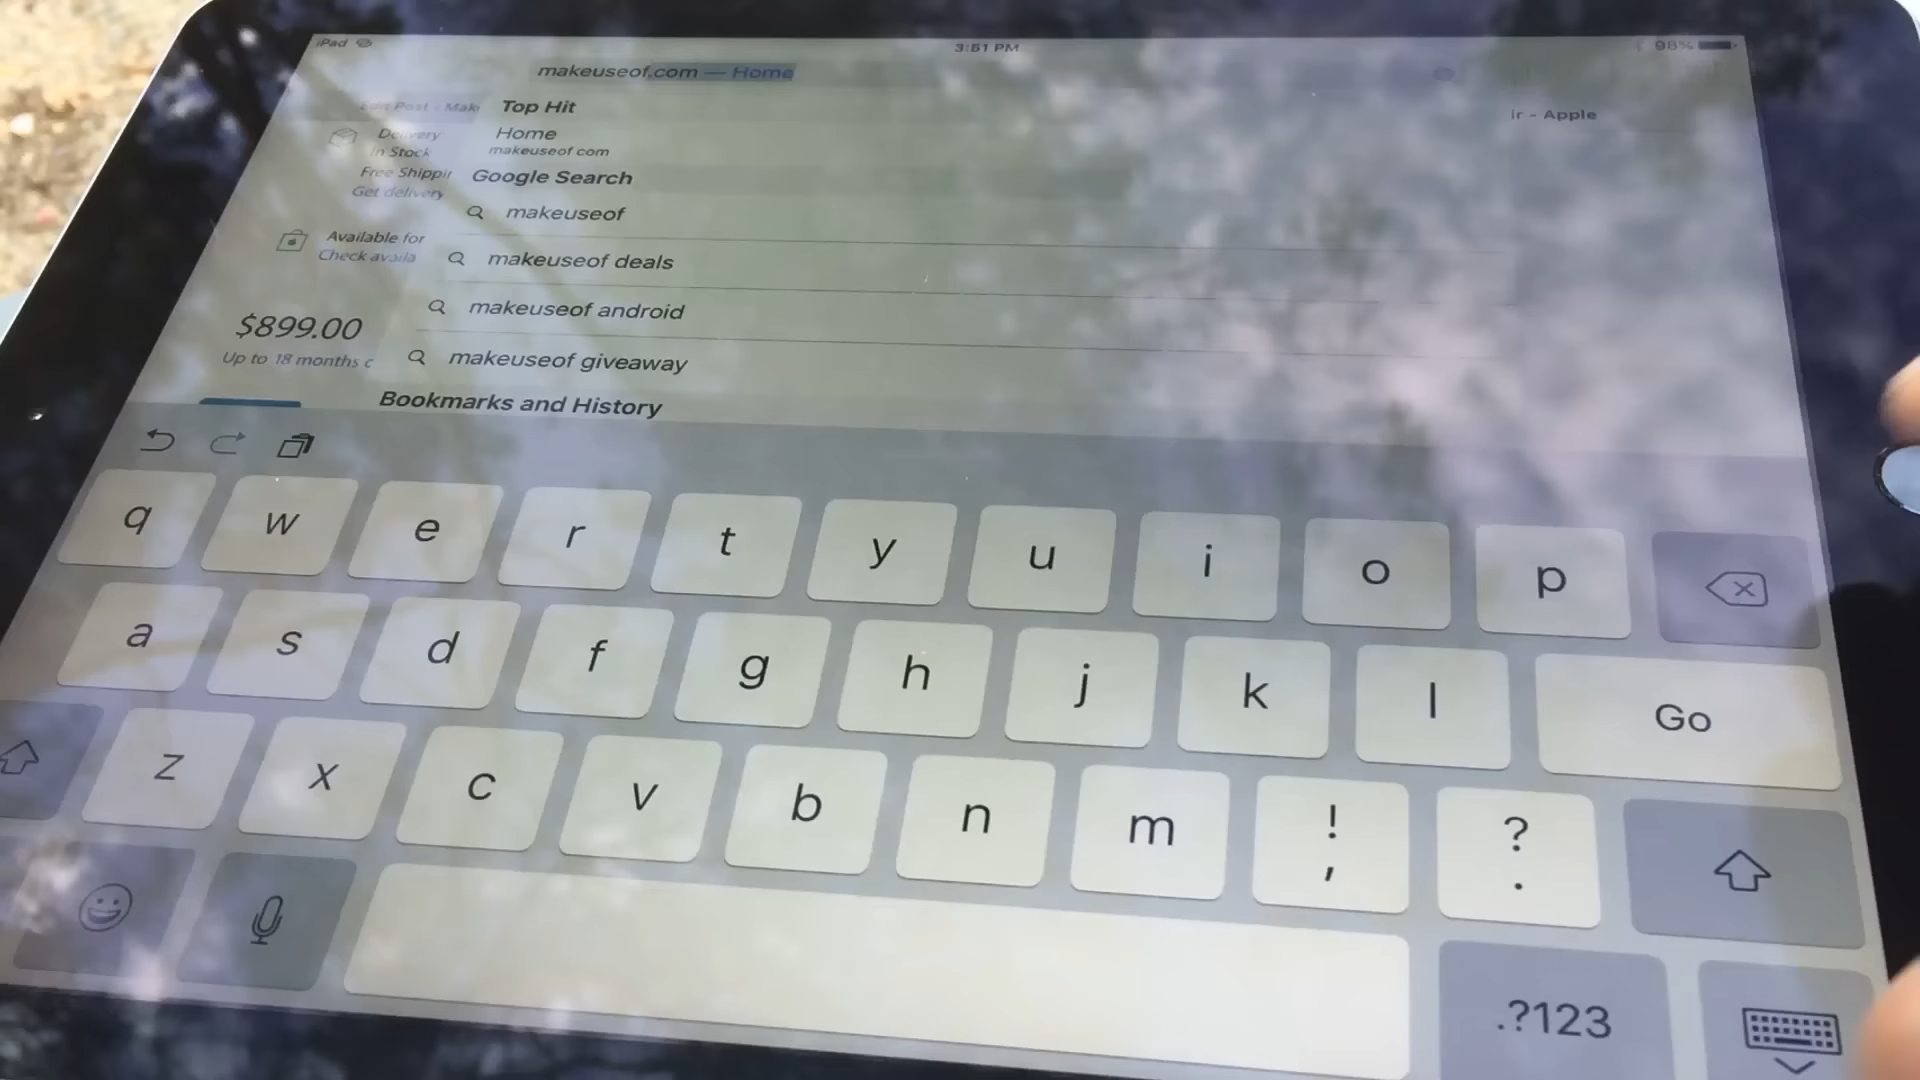 iPad
3:51 PM
98%
makeuseof.com — Home
Edit Post - Mak
Top Hit
ir - Apple
Delivery
In Stock
Home
makeuseof.com
Free Shippin
Get delivery
Google Search
makeuseof
Available for
Check availa
makeuseof deals
makeuseof android
$899.00
Up to 18 months
makeuseof giveaway
Bookmarks and History
q w e r t y u i o p
a s d f g h j k l Go
z x c v b n m ! , ? .
.?123